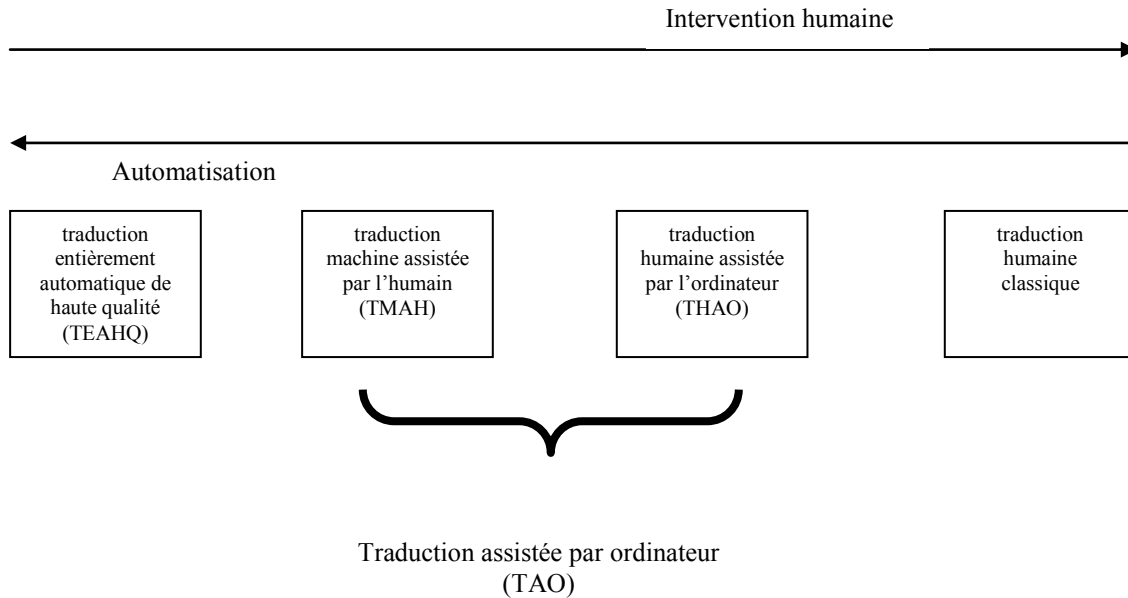 Intervention humaine
Automatisation
traduction
entièrement
automatique de
haute qualité
(TEAHQ)
traduction
machine assistée
par l’humain
(TMAH)
traduction
humaine assistée
par l’ordinateur
(THAO)
traduction
humaine
classique
Traduction assistée par ordinateur
(TAO)